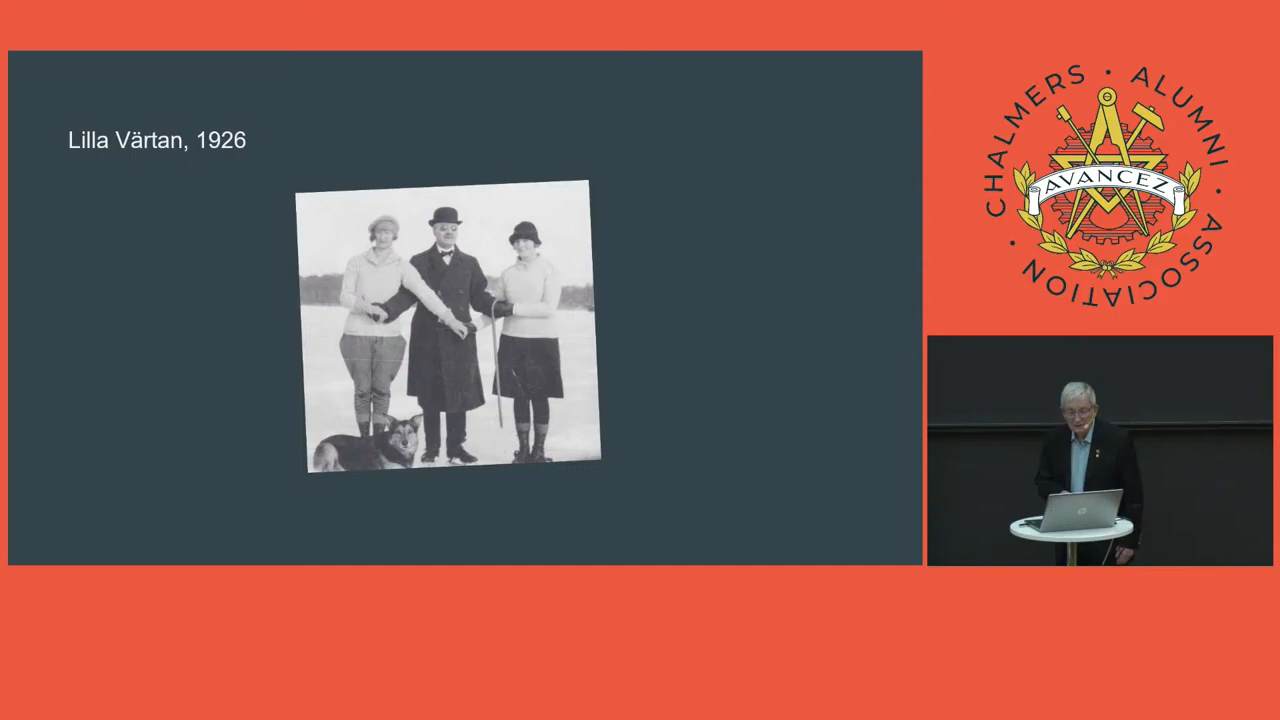 Lilla Värtan, 1926
CHALMERS · ALUMNI · ASSOCIATION ·
AVANCEZ